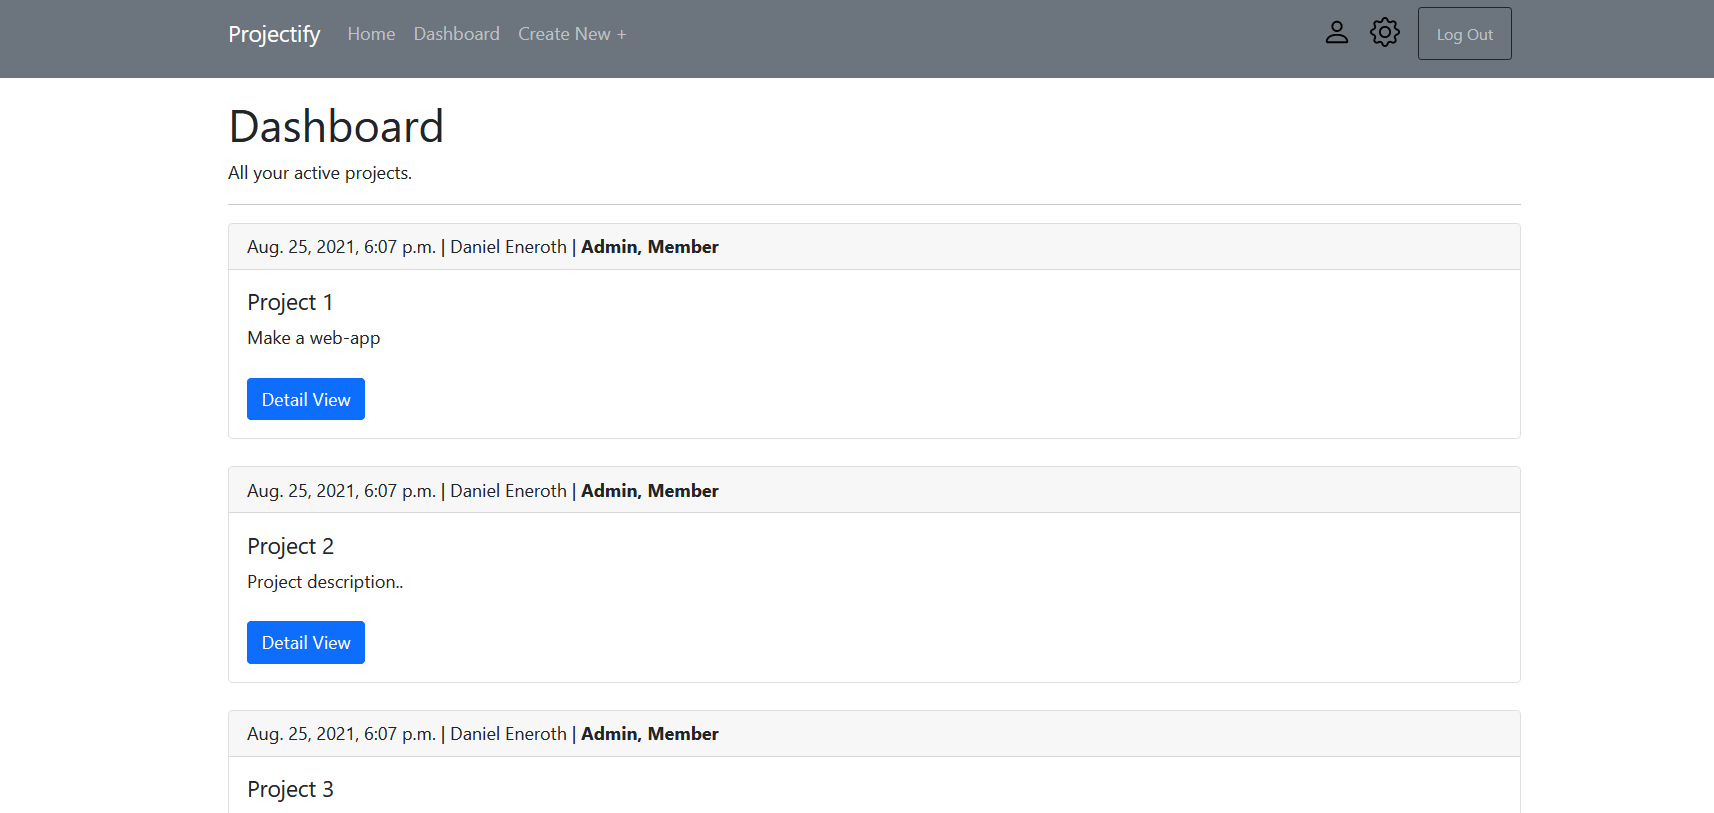 Projectify Home Dashboard Create New + Log Out
Dashboard
All your active projects.
Aug. 25, 2021, 6:07 p.m. | Daniel Eneroth | Admin, Member
Project 1
Make a web-app
Detail View
Aug. 25, 2021, 6:07 p.m. | Daniel Eneroth | Admin, Member
Project 2
Project description..
Detail View
Aug. 25, 2021, 6:07 p.m. | Daniel Eneroth | Admin, Member
Project 3